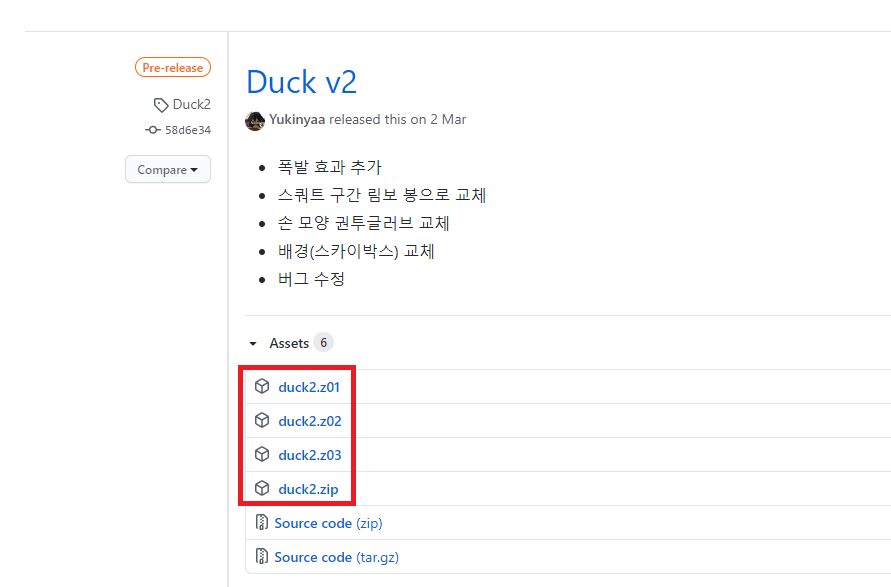 Pre-release
Duck2
58d6e34
Compare
Duck v2
Yukinyaa released this on 2 Mar
폭발 효과 추가
스쿼트 구간 림보 봉으로 교체
손 모양 권투글러브 교체
배경(스카이박스) 교체
버그 수정
Assets 6
duck2.z01
duck2.z02
duck2.z03
duck2.zip
Source code (zip)
Source code (tar.gz)